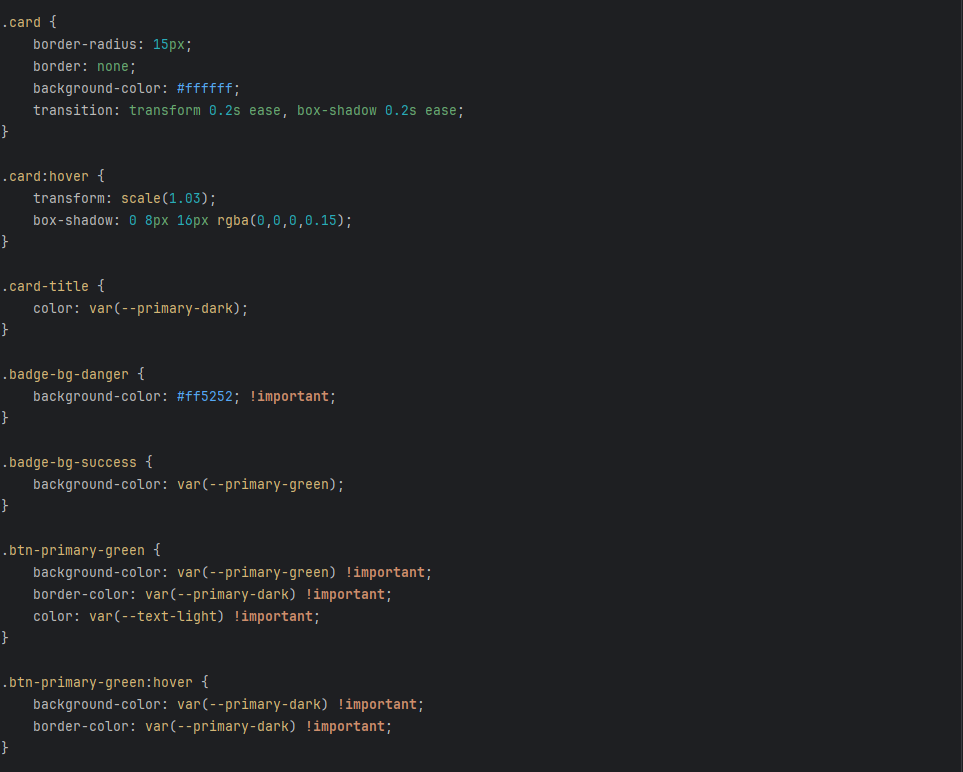 .card {
    border-radius: 15px;
    border: none;
    background-color: #ffffff;
    transition: transform 0.2s ease, box-shadow 0.2s ease;
}

.card:hover {
    transform: scale(1.03);
    box-shadow: 0 8px 16px rgba(0,0,0,0.15);
}

.card-title {
    color: var(--primary-dark);
}

.badge-bg-danger {
    background-color: #ff5252; !important;
}

.badge-bg-success {
    background-color: var(--primary-green);
}

.btn-primary-green {
    background-color: var(--primary-green) !important;
    border-color: var(--primary-dark) !important;
    color: var(--text-light) !important;
}

.btn-primary-green:hover {
    background-color: var(--primary-dark) !important;
    border-color: var(--primary-dark) !important;
}